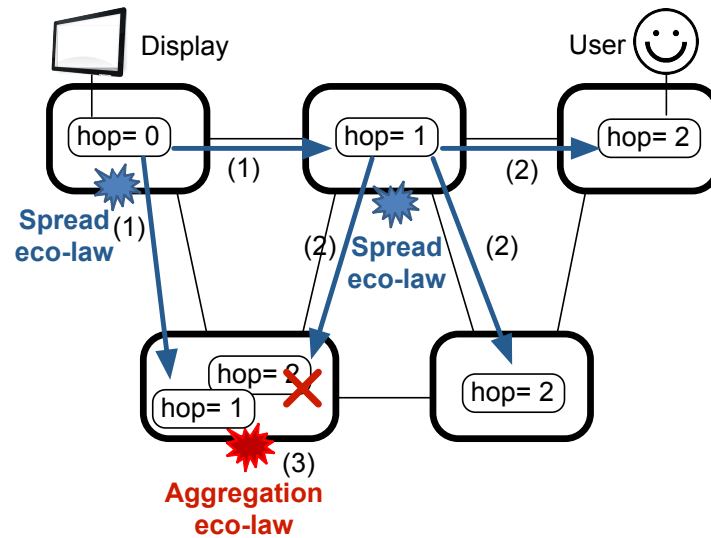 Display
User
hop= 0
hop= 1
hop= 2
(1)
(2)
Spread
eco-law
(1)
(2)
Spread
eco-law
(2)
hop= 2
hop= 1
hop= 2
(3)
Aggregation
eco-law